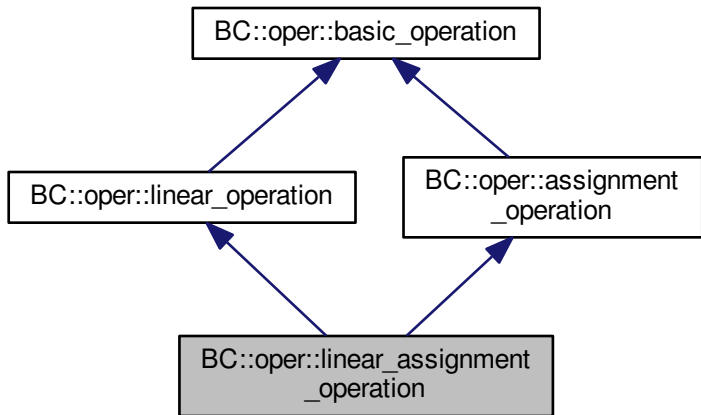 BC::oper::basic_operation
BC::oper::linear_operation
BC::oper::assignment
_operation
BC::oper::linear_assignment
_operation